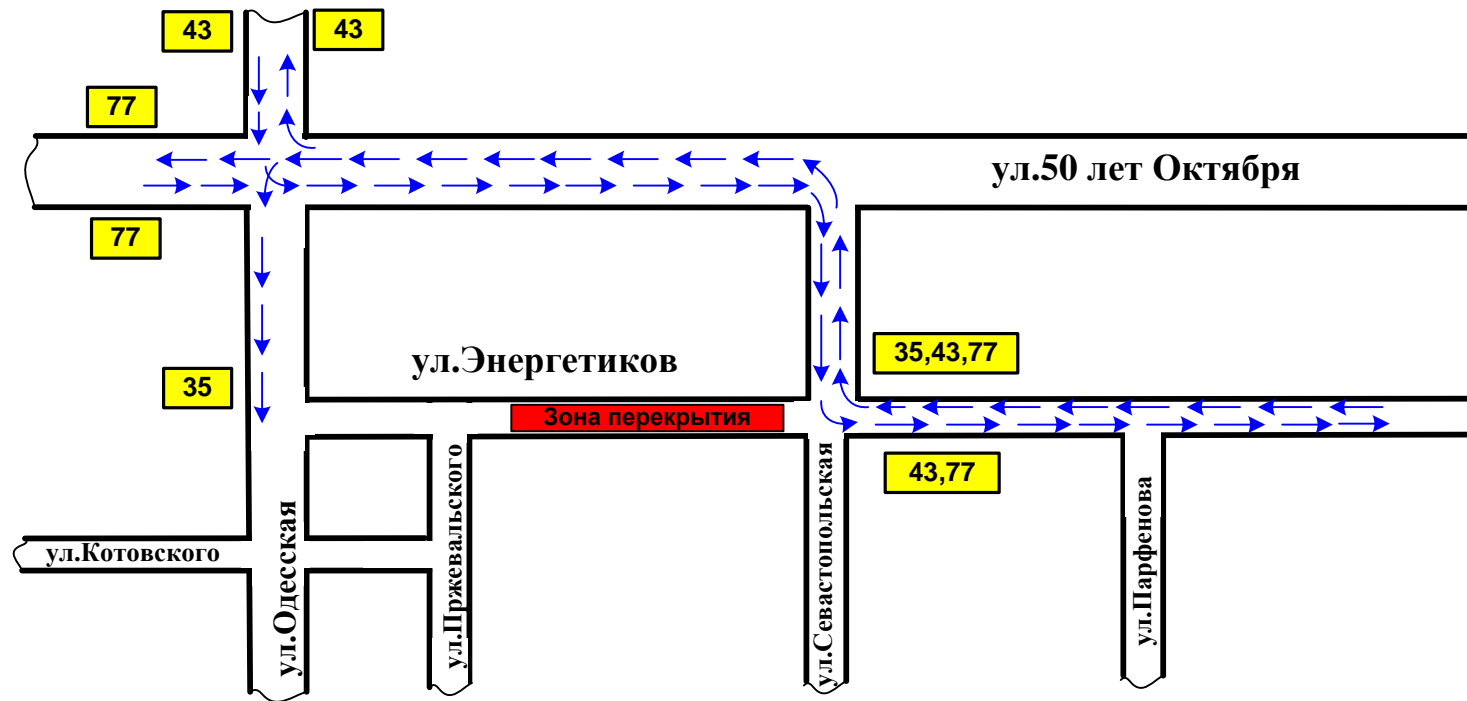 43
43
77
ул.50 лет Октября
77
ул.Энергетиков
35,43,77
35
Зона перекрытия
43,77
ул.Котовского
ул.Одесская
ул.Пржевальского
ул.Севастопольская
ул.Парфенова